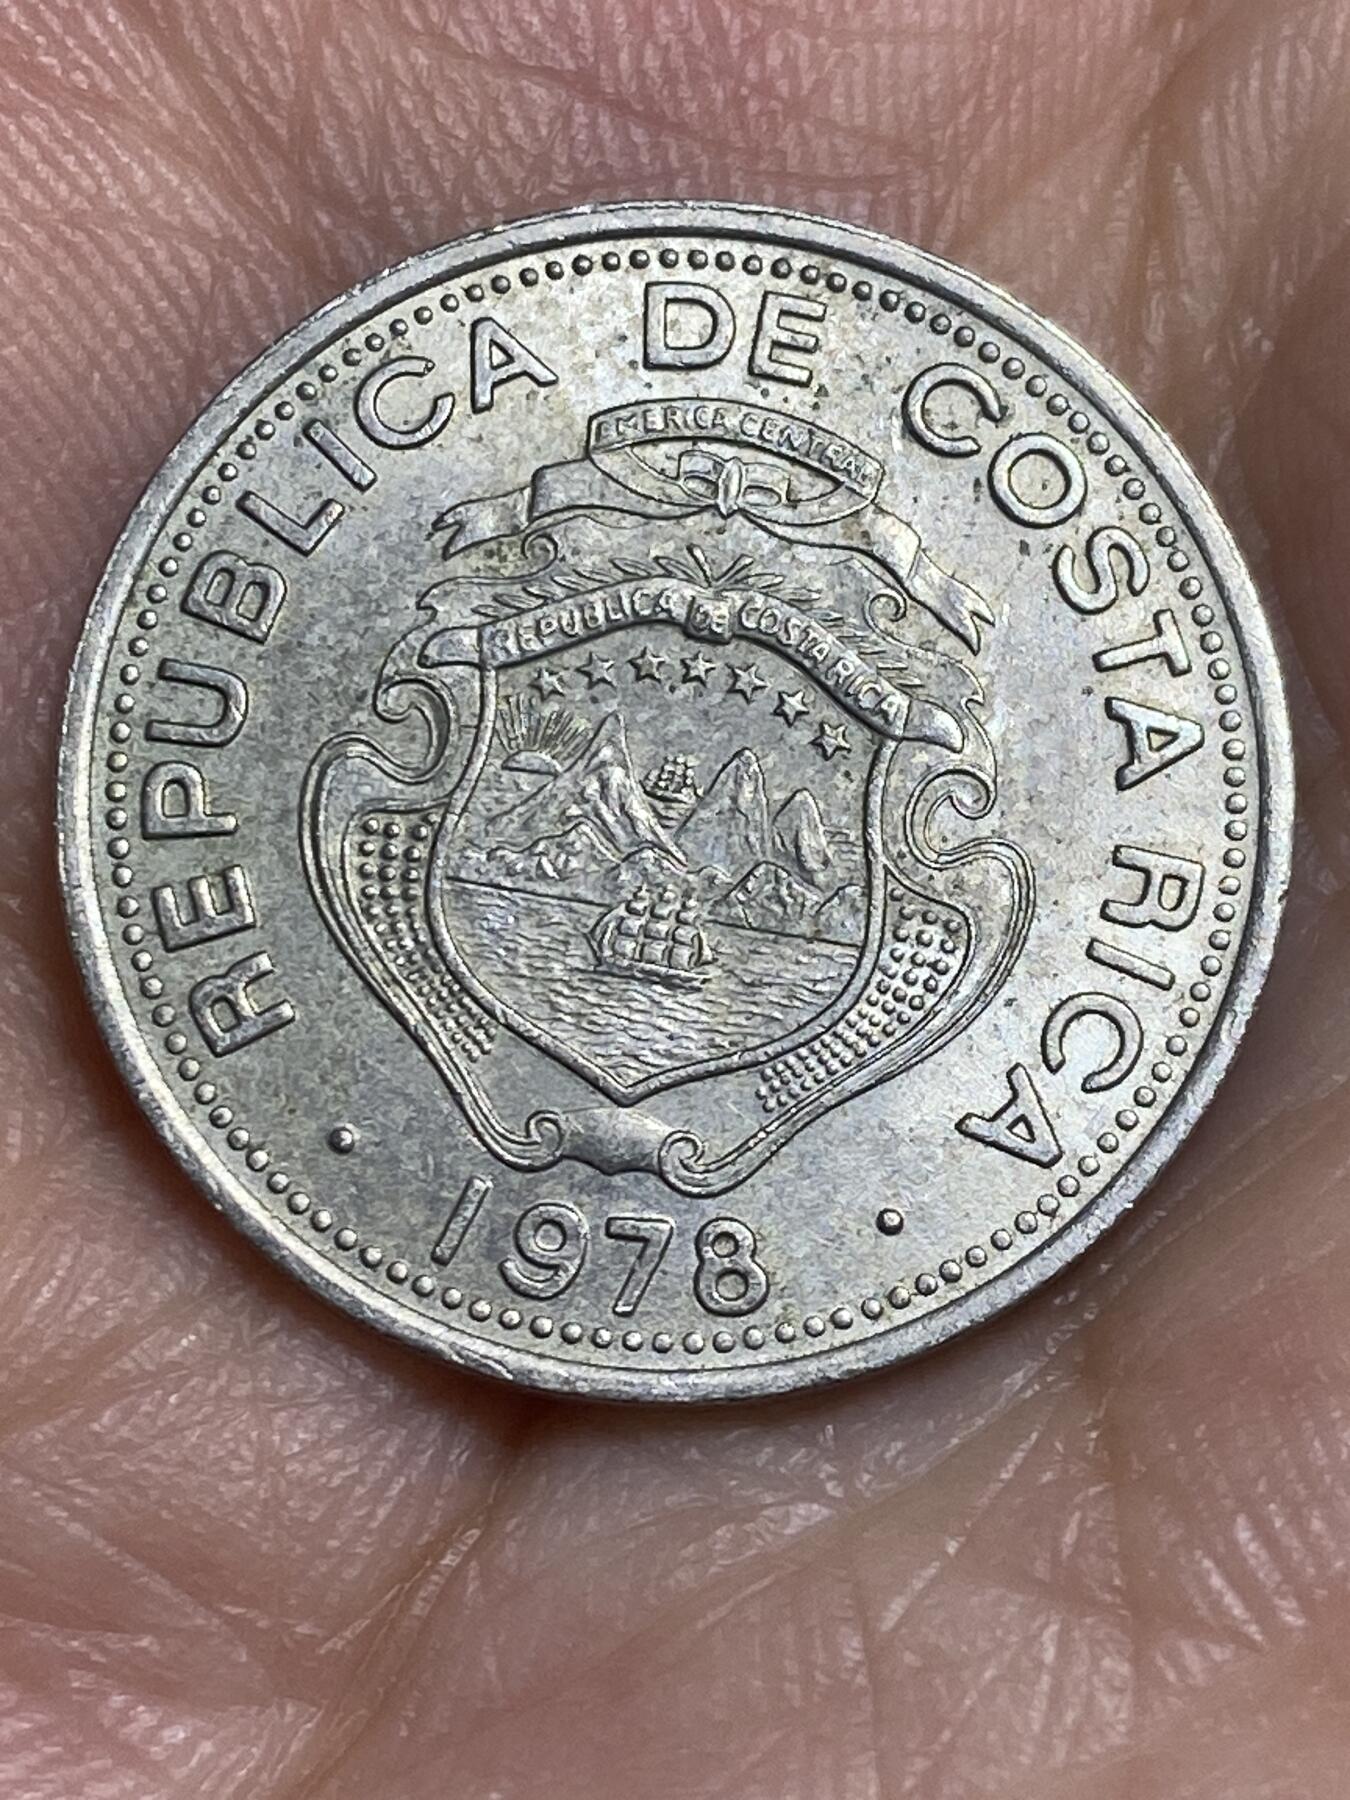 REPUBLICA DE COSTA RICA
AMERICA CENTRAL
REPUBLICA DE COSTA RICA
1978